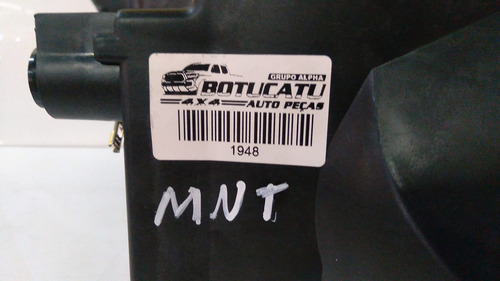 GRUPO ALPHA
BOTUCATU
4X4 AUTO PEÇAS
1948
MNT